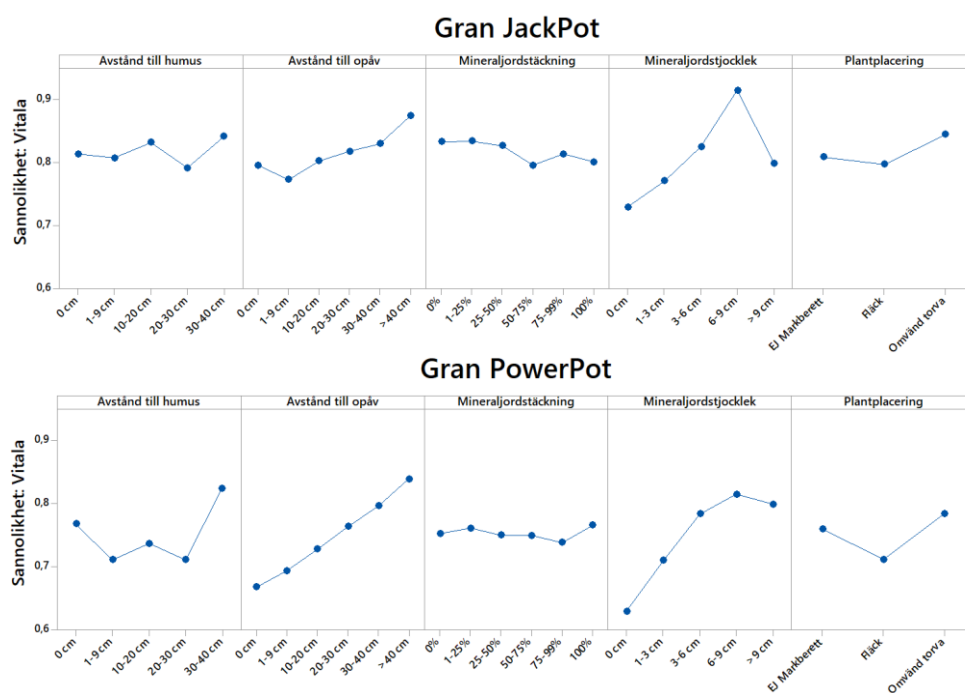 Gran JackPot
Avstånd till humus Avstånd till opåv Mineraljordstäckning Mineraljordstjocklek Plantplacering
Sannolikhet: Vitala
0,9
0,8
0,7
0,6
0 cm 1-9 cm 10-20 cm 20-30 cm 30-40 cm 0 cm 1-9 cm 10-20 cm 20-30 cm 30-40 cm > 40 cm 0% 1-25% 25-50% 50-75% 75-99% 100% 0 cm 1-3 cm 3-6 cm 6-9 cm > 9 cm EJ Markberett Fläck Omvänd torva
Gran PowerPot
Avstånd till humus Avstånd till opåv Mineraljordstäckning Mineraljordstjocklek Plantplacering
Sannolikhet: Vitala
0,9
0,8
0,7
0,6
0 cm 1-9 cm 10-20 cm 20-30 cm 30-40 cm 0 cm 1-9 cm 10-20 cm 20-30 cm 30-40 cm > 40 cm 0% 1-25% 25-50% 50-75% 75-99% 100% 0 cm 1-3 cm 3-6 cm 6-9 cm > 9 cm EJ Markberett Fläck Omvänd torva